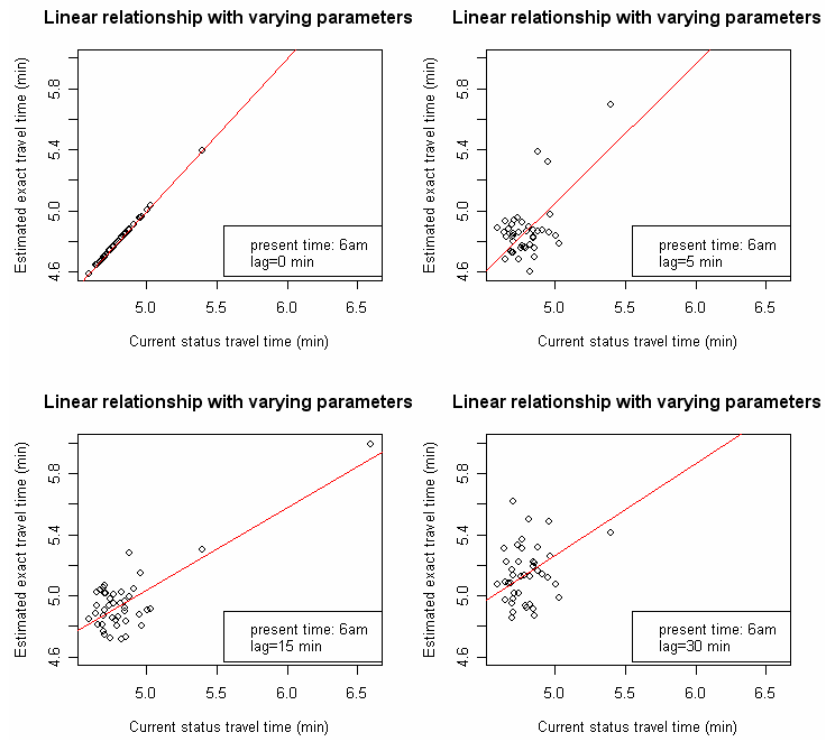 Linear relationship with varying parameters
Estimated exact travel time (min)
5.8
5.4
5.0
4.6
present time: 6am
lag=0 min
5.0 5.5 6.0 6.5
Current status travel time (min)
Linear relationship with varying parameters
Estimated exact travel time (min)
5.8
5.4
5.0
4.6
present time: 6am
lag=5 min
5.0 5.5 6.0 6.5
Current status travel time (min)
Linear relationship with varying parameters
Estimated exact travel time (min)
5.8
5.4
5.0
4.6
present time: 6am
lag=15 min
5.0 5.5 6.0 6.5
Current status travel time (min)
Linear relationship with varying parameters
Estimated exact travel time (min)
5.8
5.4
5.0
4.6
present time: 6am
lag=30 min
5.0 5.5 6.0 6.5
Current status travel time (min)